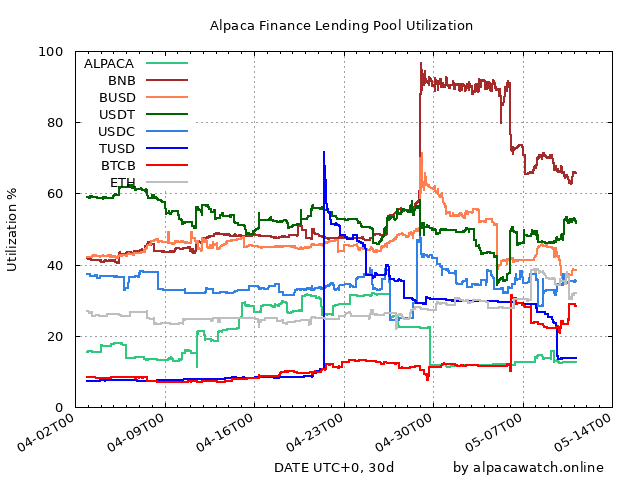 Alpaca Finance Lending Pool Utilization
100
80
60
40
20
0
Utilization %
ALPACA
BNB
BUSD
USDT
USDC
TUSD
BTCB
ETH
04-02T00
04-09T00
04-16T00
04-23T00
04-30T00
05-07T00
05-14T00
DATE UTC+0, 30d
by alpacawatch.online